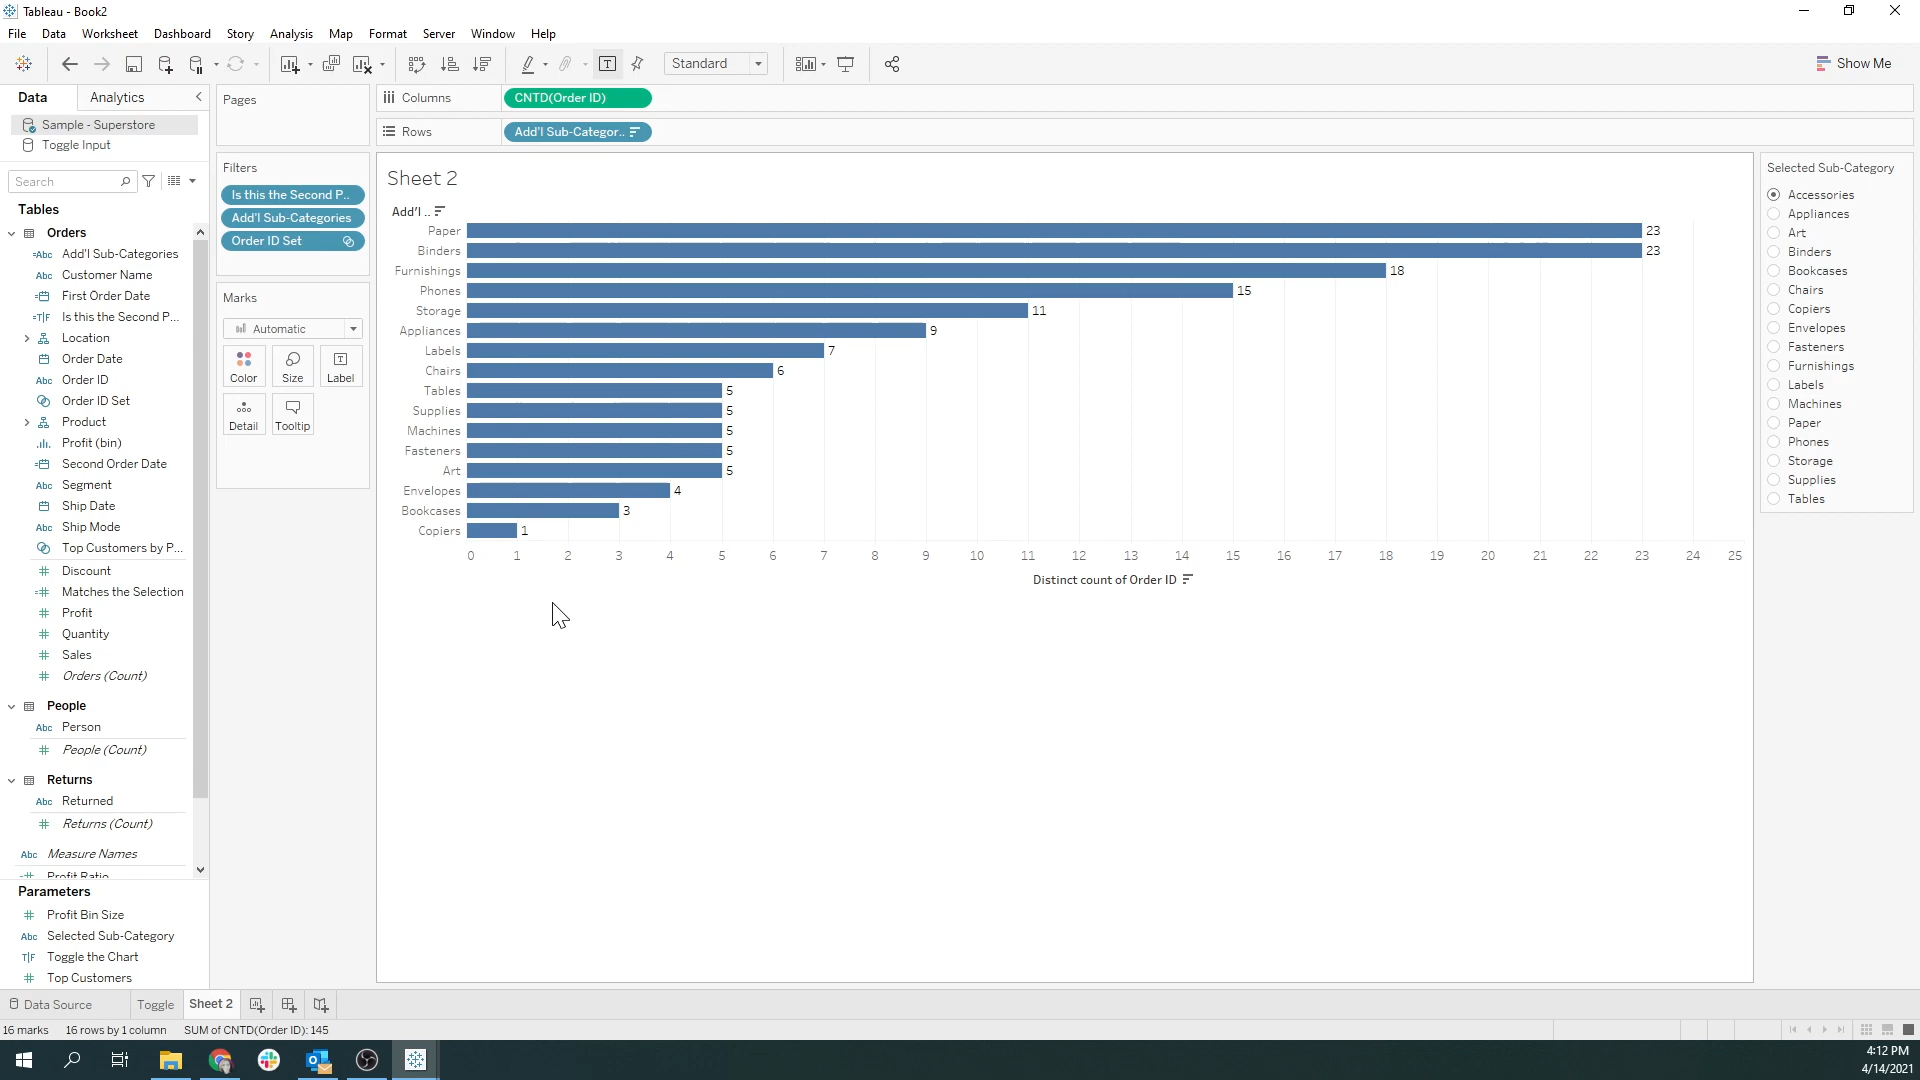 Tableau - Book2
File Data Worksheet Dashboard Story Analysis Map Format Server Window Help
Standard
Show Me
Data Analytics
Sample - Superstore
Toggle Input
Search
Tables
Orders
Abc Add'l Sub-Categories
Abc Customer Name
First Order Date
T|F Is this the Second P...
Location
Order Date
Abc Order ID
Order ID Set
Product
Profit (bin)
Second Order Date
Abc Segment
Ship Date
Abc Ship Mode
Top Customers by P...
Discount
Matches the Selection
Profit
Quantity
Sales
Orders (Count)
People
Abc Person
People (Count)
Returns
Abc Returned
Returns (Count)
Abc Measure Names
Profit Ratio
Parameters
Profit Bin Size
Abc Selected Sub-Category
T|F Toggle the Chart
Top Customers
Pages
Filters
Is this the Second P..
Add'l Sub-Categories
Order ID Set
Marks
Automatic
Color Size Label
Detail Tooltip
Columns CNTD(Order ID)
Rows Add'l Sub-Categor..
Sheet 2
Add'l ..
Paper 23
Binders 23
Furnishings 18
Phones 15
Storage 11
Appliances 9
Labels 7
Chairs 6
Tables 5
Supplies 5
Machines 5
Fasteners 5
Art 5
Envelopes 4
Bookcases 3
Copiers 1
0 1 2 3 4 5 6 7 8 9 10 11 12 13 14 15 16 17 18 19 20 21 22 23 24 25
Distinct count of Order ID
Selected Sub-Category
Accessories
Appliances
Art
Binders
Bookcases
Chairs
Copiers
Envelopes
Fasteners
Furnishings
Labels
Machines
Paper
Phones
Storage
Supplies
Tables
Data Source Toggle Sheet 2
16 marks 16 rows by 1 column SUM of CNTD(Order ID): 145
4:12 PM
4/14/2021